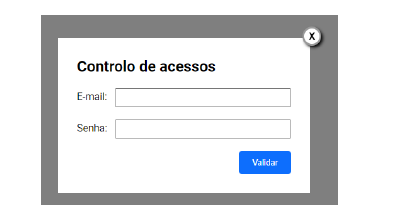 X
Controlo de acessos
E-mail:
Senha:
Validar